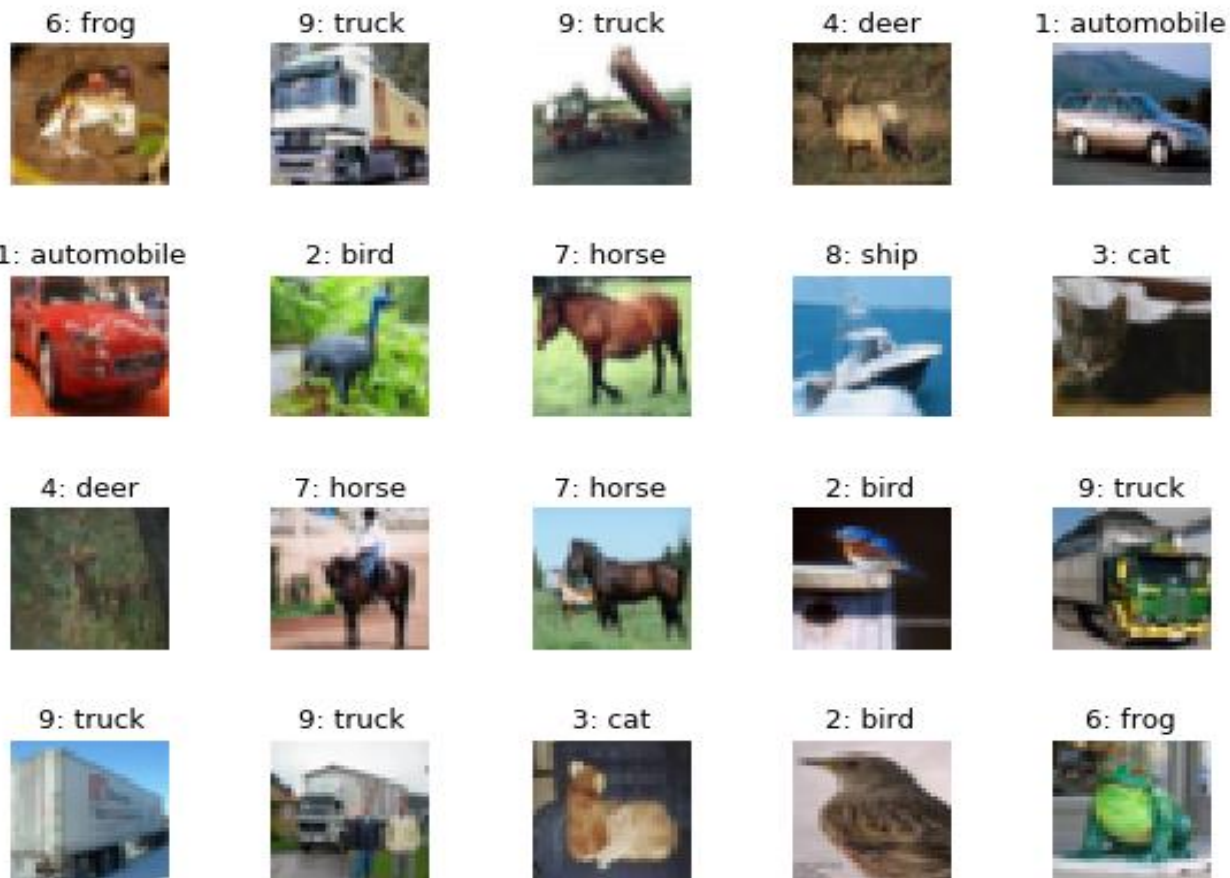 6: frog 9: truck 9: truck 4: deer 1: automobile
1: automobile 2: bird 7: horse 8: ship 3: cat
4: deer 7: horse 7: horse 2: bird 9: truck
9: truck 9: truck 3: cat 2: bird 6: frog